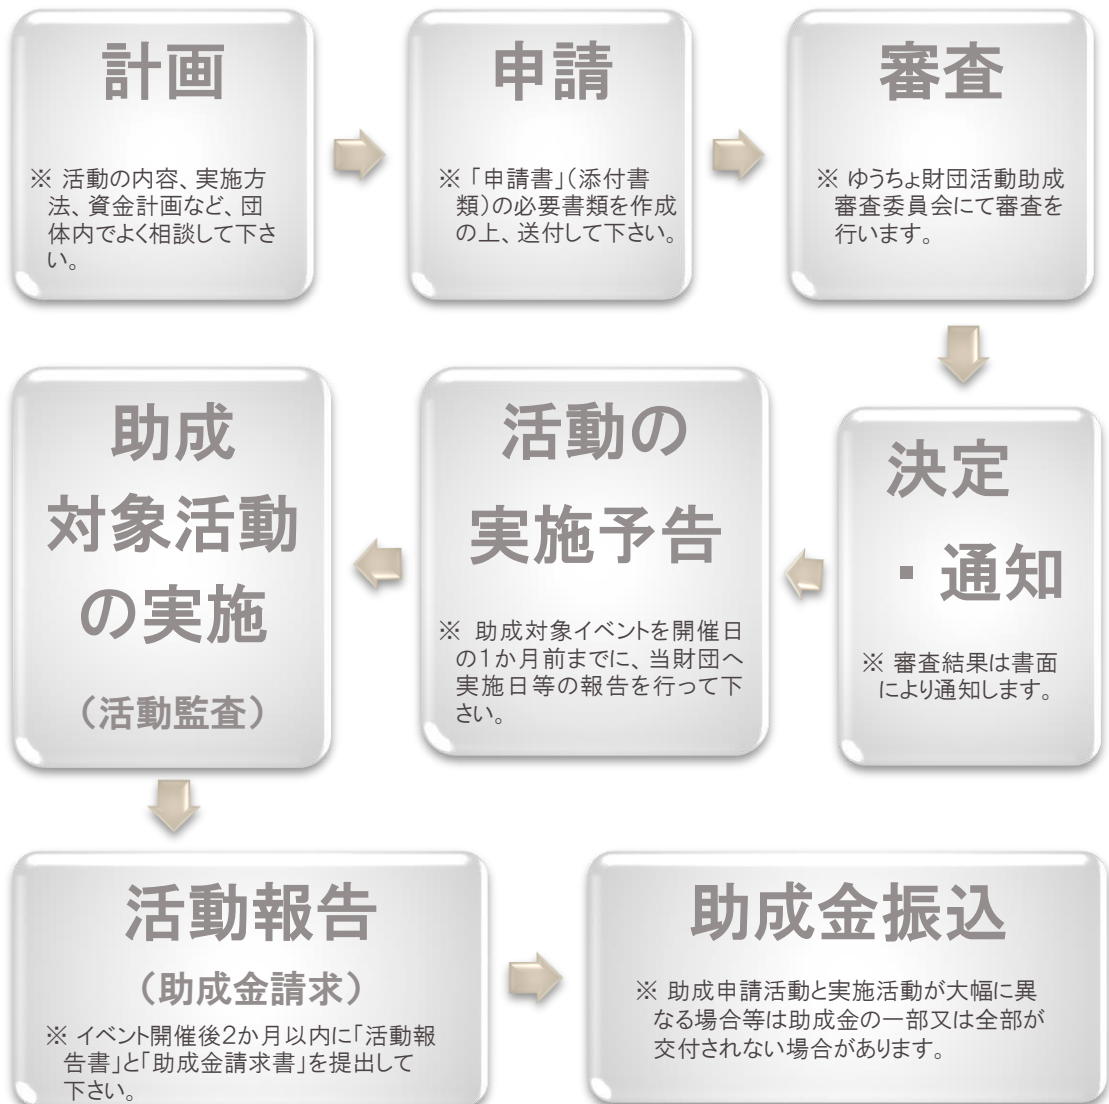 計画
※ 活動の内容、実施方
法、資金計画など、団
体内でよく相談して下さ
い。
申請
※ 「申請書」(添付書
類)の必要書類を作成
の上、送付して下さい。
審査
※ ゆうちょ財団活動助成
審査委員会にて審査を
行います。
決定
・通知
※ 審査結果は書面
により通知します。
活動の
実施予告
※ 助成対象イベントを開催日
の1か月前までに、当財団へ
実施日等の報告を行って下
さい。
助成
対象活動
の実施
(活動監査)
活動報告
(助成金請求)
※ イベント開催後2か月以内に「活動報
告書」と「助成金請求書」を提出して
下さい。
助成金振込
※ 助成申請活動と実施活動が大幅に異
なる場合等は助成金の一部又は全部が
交付されない場合があります。